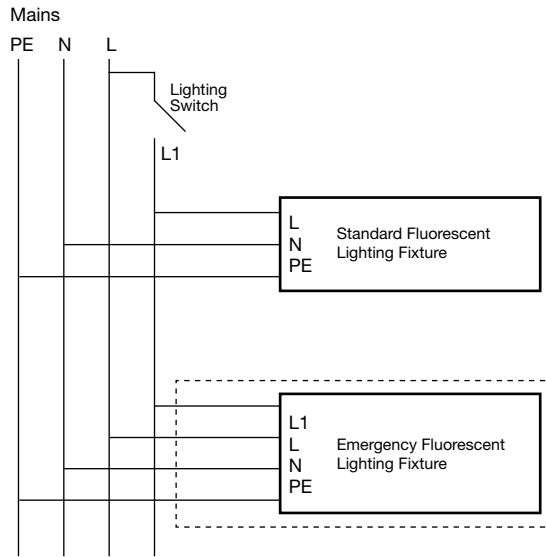 Mains
PE N L
Lighting
Switch
L1
L
N
PE
Standard Fluorescent
Lighting Fixture
L1
L
N
PE
Emergency Fluorescent
Lighting Fixture